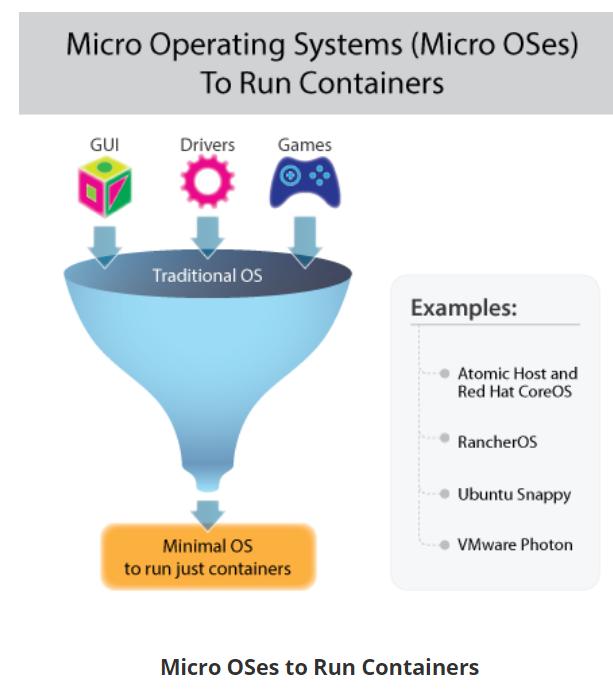 Micro Operating Systems (Micro OSes)
To Run Containers
GUI
Drivers
Games
Traditional OS
Minimal OS
to run just containers
Examples:
Atomic Host and
Red Hat CoreOS
RancherOS
Ubuntu Snappy
VMware Photon
Micro OSes to Run Containers